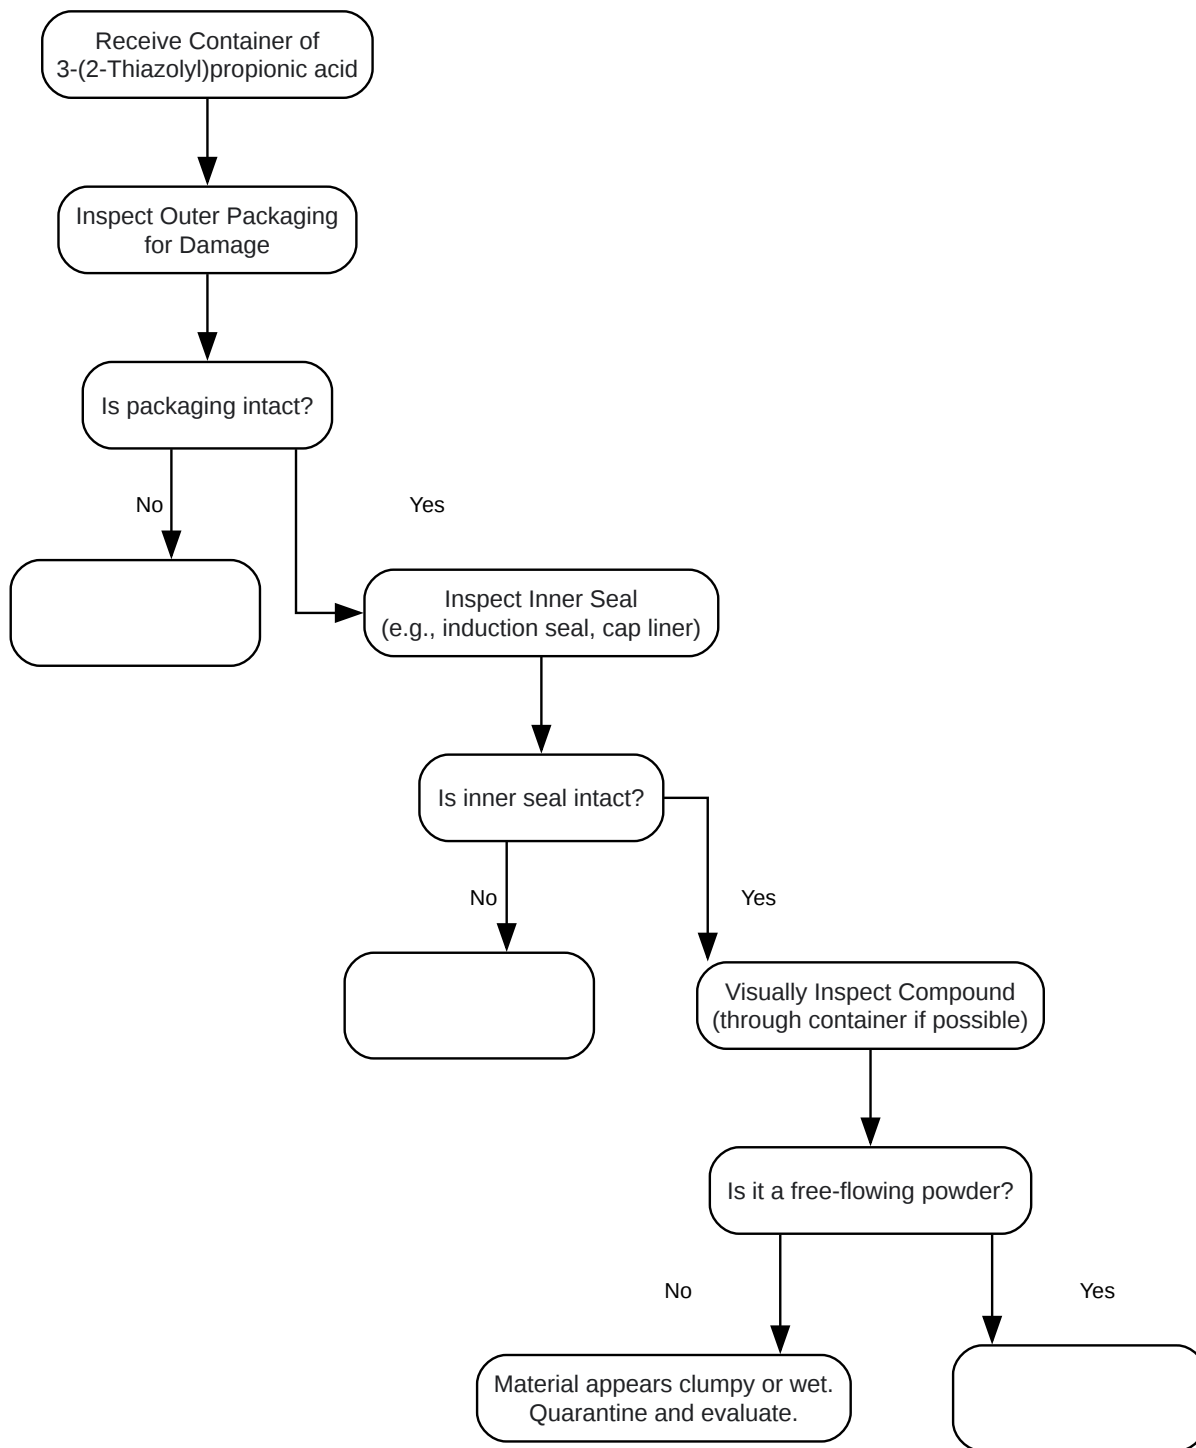 Receive Container of
3-(2-Thiazolyl)propionic acid
Inspect Outer Packaging
for Damage
Is packaging intact?
No
Yes
Inspect Inner Seal
(e.g., induction seal, cap liner)
Is inner seal intact?
No
Yes
Visually Inspect Compound
(through container if possible)
Is it a free-flowing powder?
No
Yes
Material appears clumpy or wet.
Quarantine and evaluate.